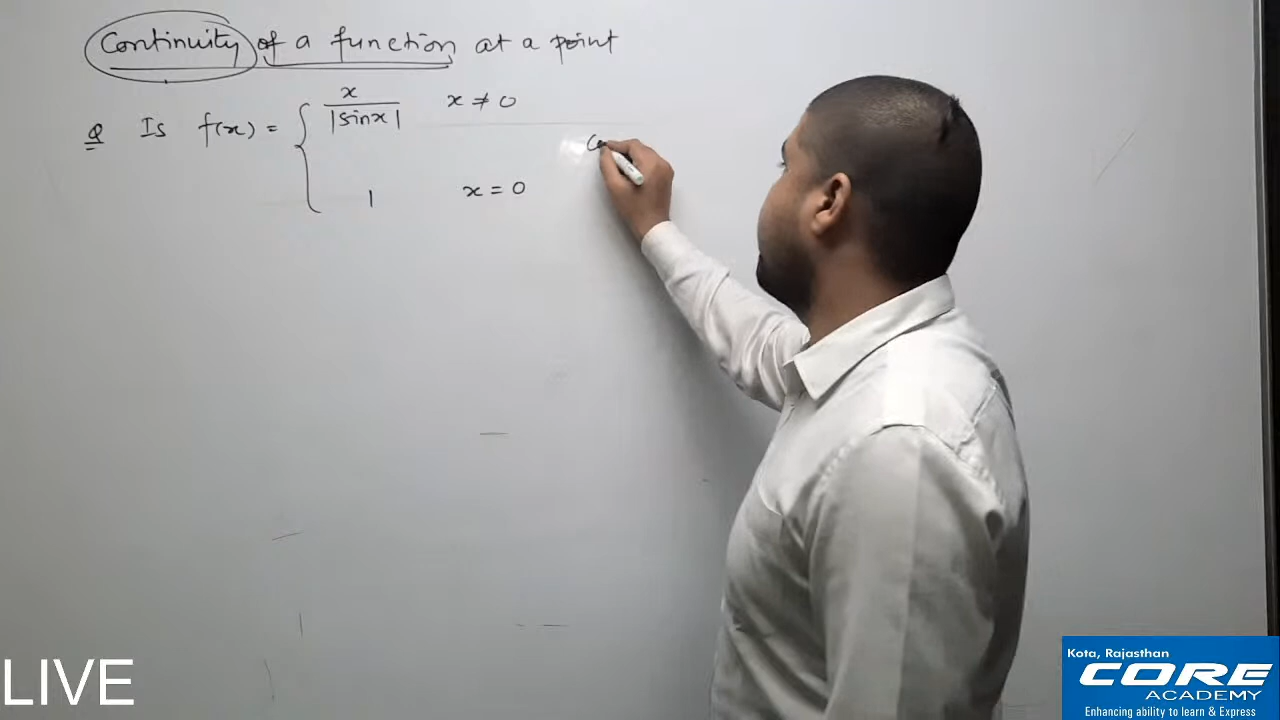 Continuity of a function at a point
Q Is f(x) = { x / |sinx| x ≠ 0
1 x = 0
LIVE
Kota, Rajasthan
CORE
ACADEMY
Enhancing ability to learn & Express